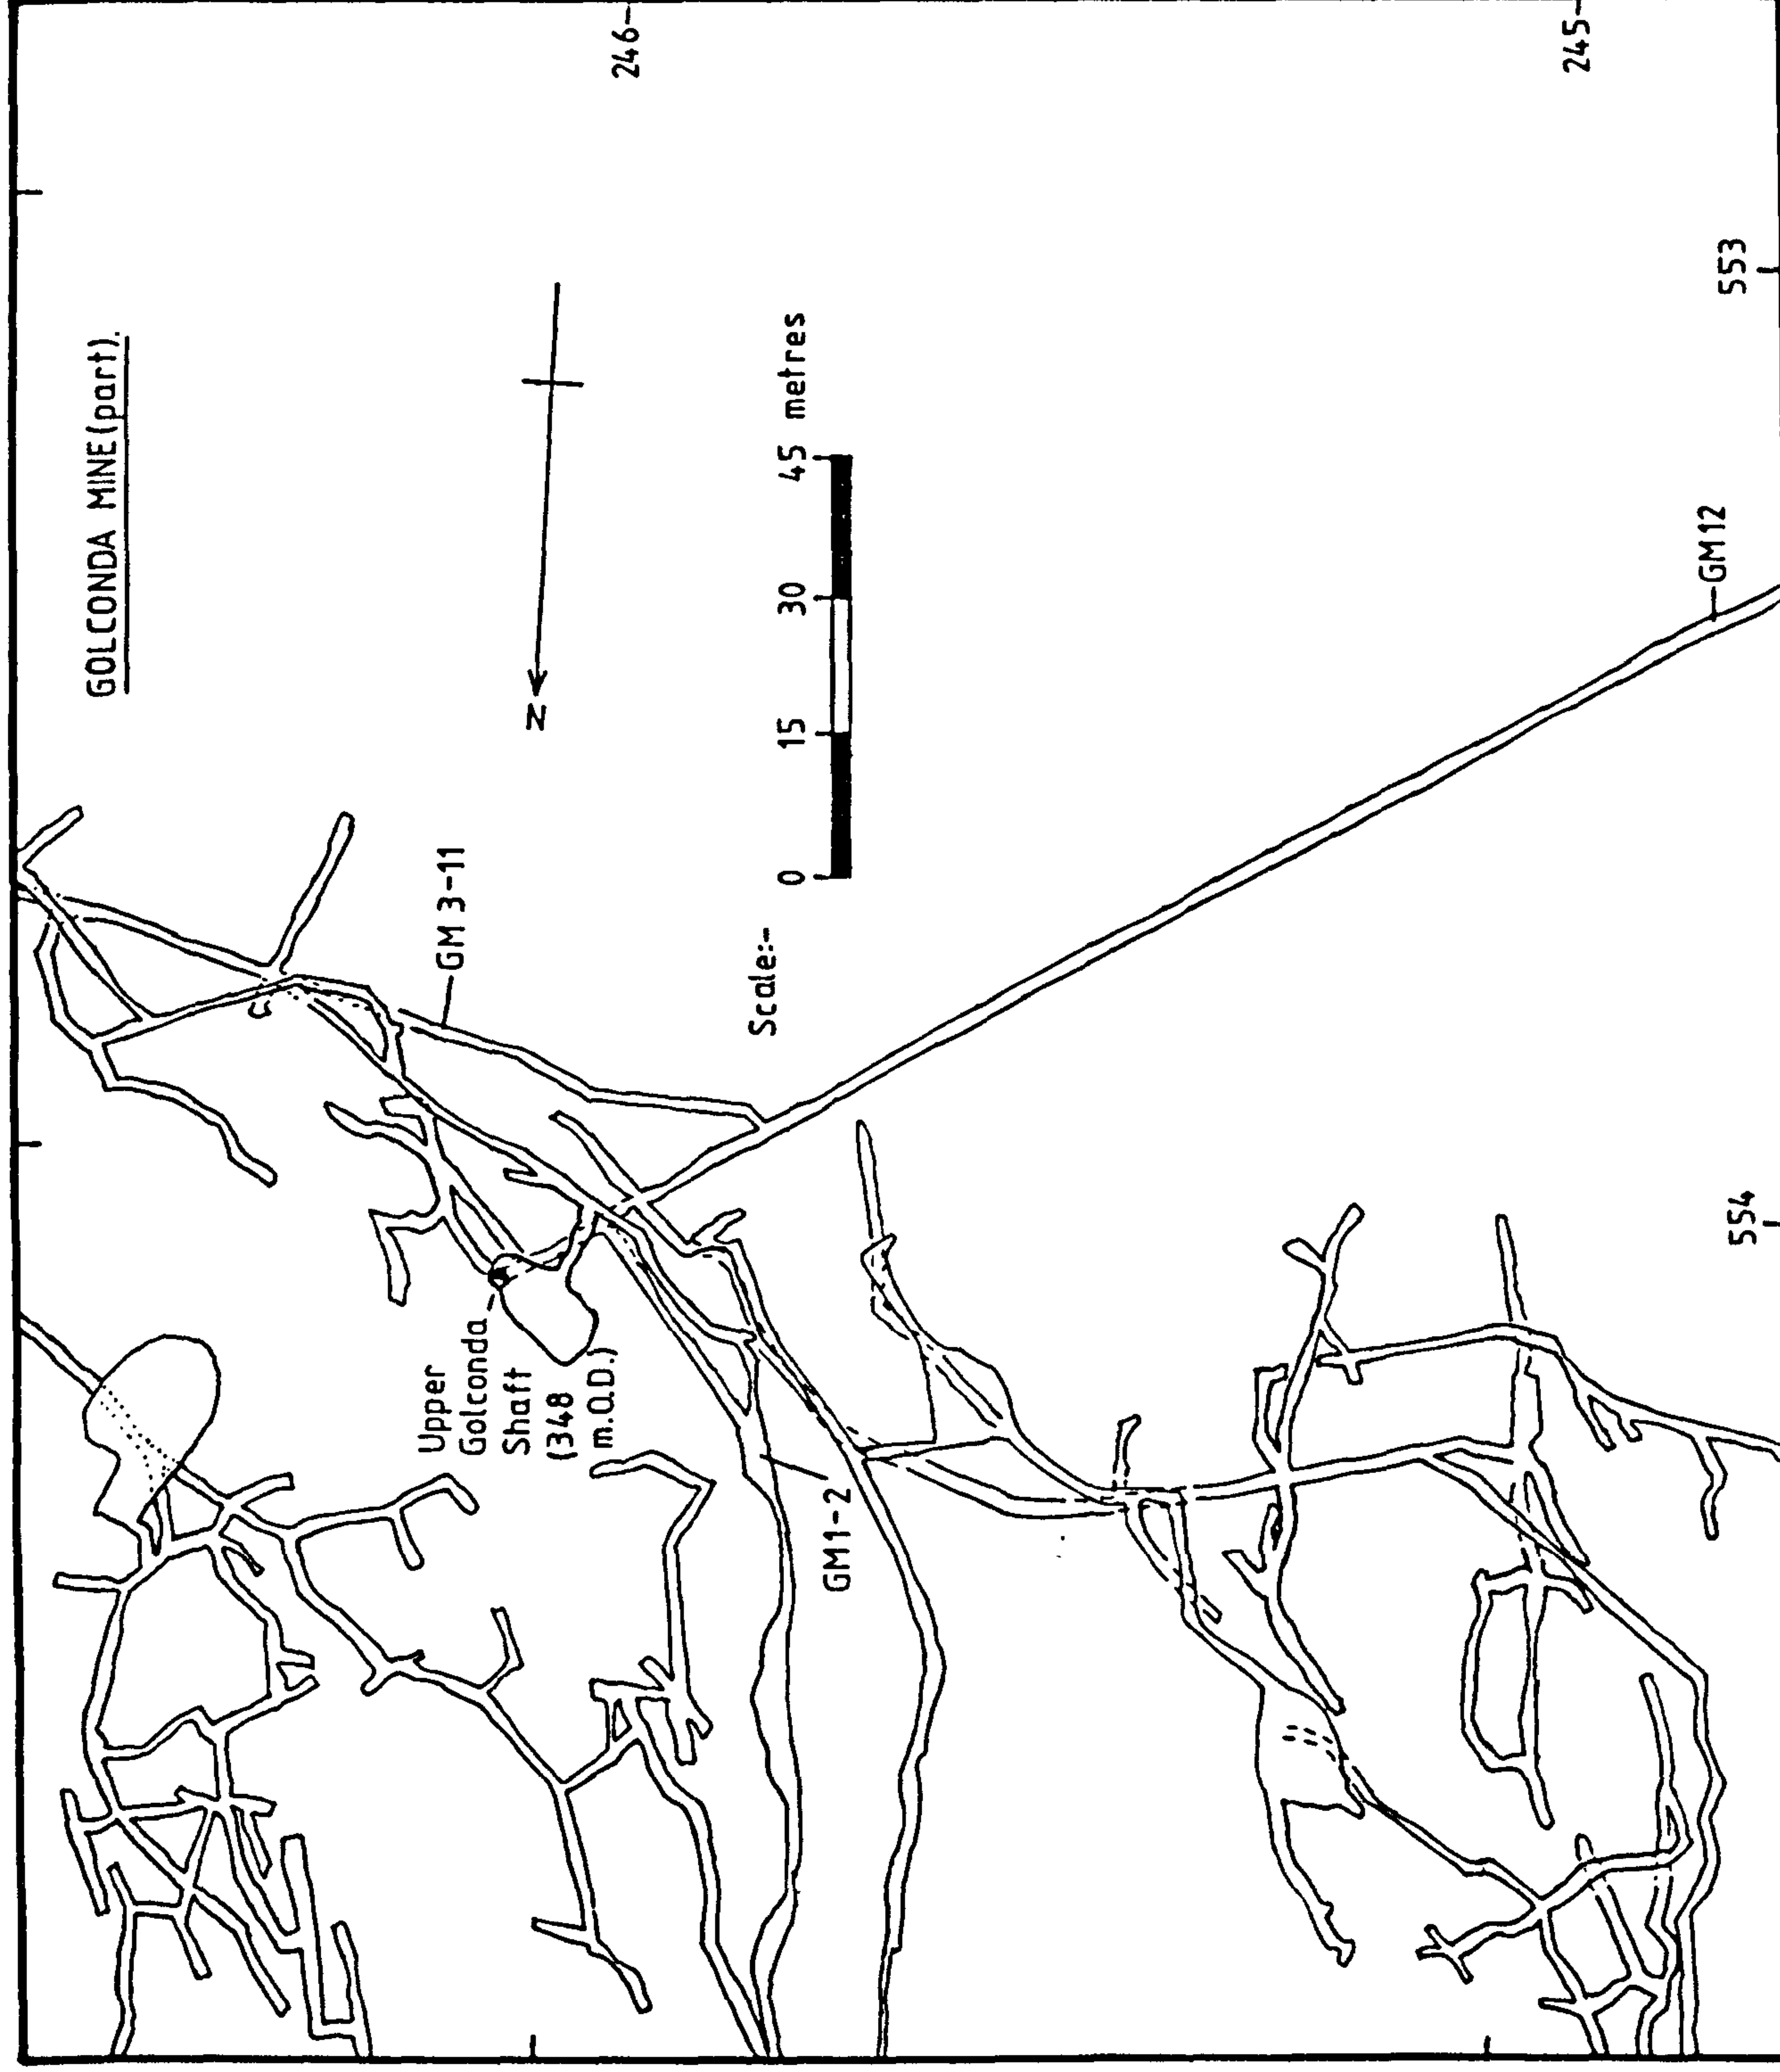 GOLCONDA MINE (part).
246
245
N
0 15 30 45 metres
Scale:-
553
GM12
GM 3-11
Upper
Golconda
Shaft
(348
m.O.D.)
GM1-2
554